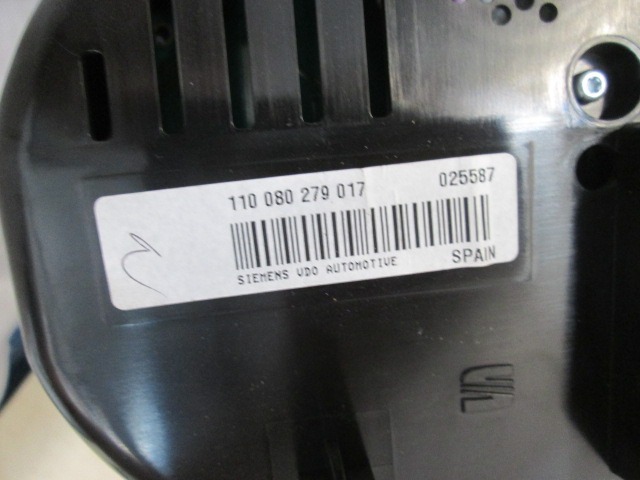 110 080 279 017 025587
SIEMENS VDO AUTOMOTIVE SPAIN